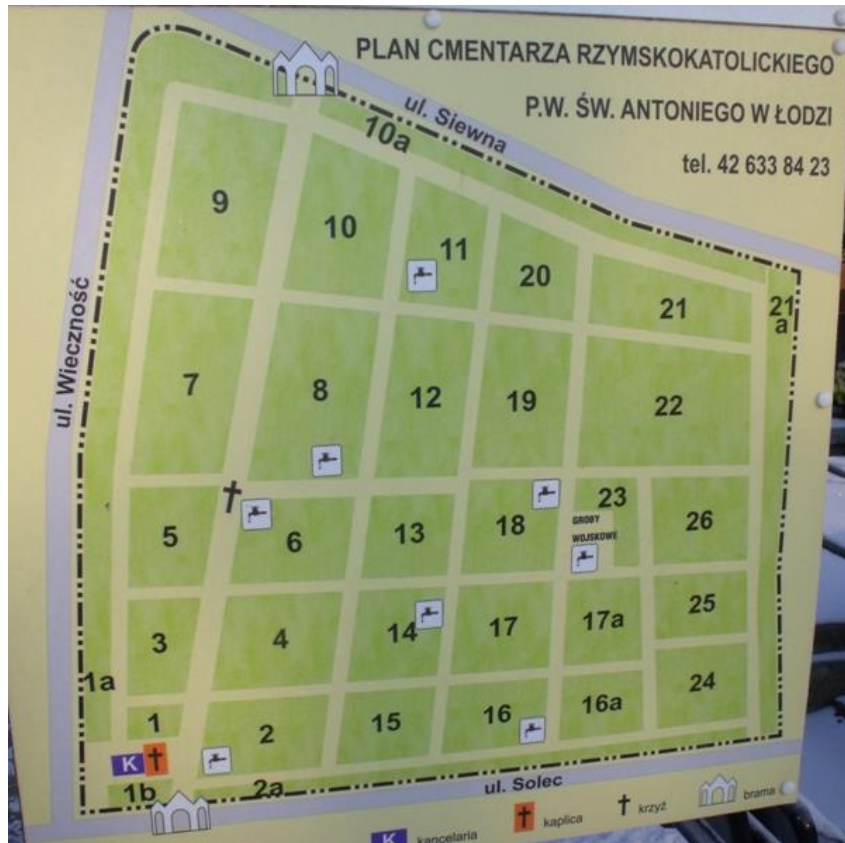 PLAN CMENTARZA RZYMSKOKATOLICKIEGO
P.W. ŚW. ANTONIEGO W ŁODZI
tel. 42 633 84 23
ul. Siewna
10a
9
10
11
20
21
21
a
ul. Wieczność
7
8
12
19
22
5
6
13
18
23
GROBY
WOJSKOWE
26
3
4
14
17
17a
25
1a
1
2
15
16
16a
24
K
1b
2a
ul. Solec
K kancelaria
kaplica
krzyż
brama